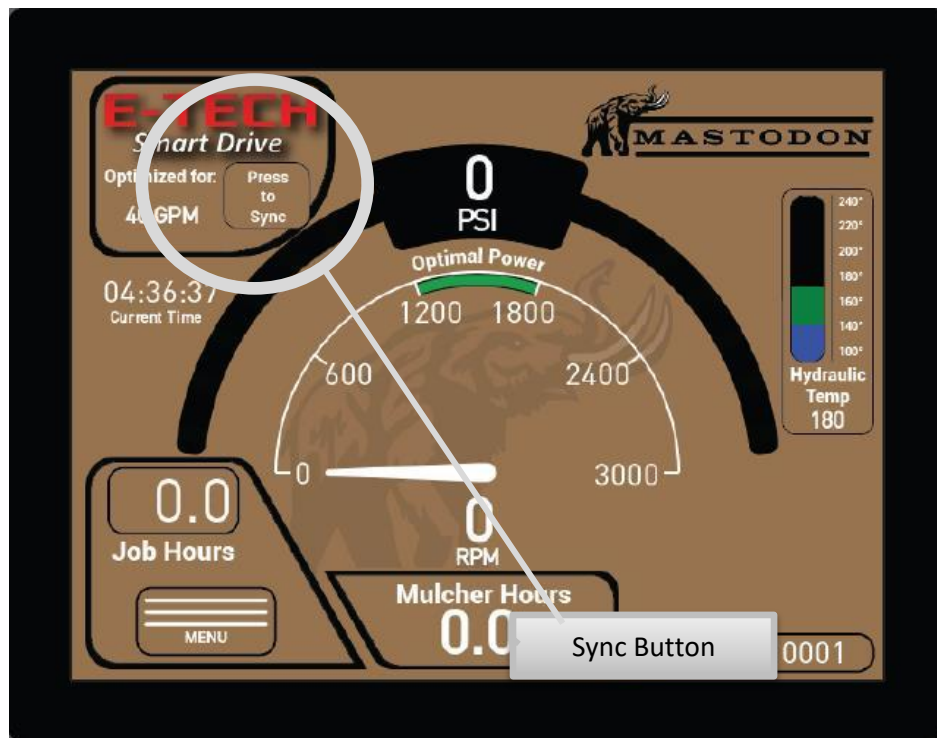 E-TECH
Smart Drive
Optimized for:
Press
to
Sync
GPM
04:36:37
Current Time
MASTODON
0
PSI
Optimal Power
1200 1800
600
2400
0
3000
0
RPM
240°
220°
200°
180°
160°
140°
100°
Hydraulic
Temp
180
0.0
Job Hours
MENU
Mulcher Hours
0.0
Sync Button
0001